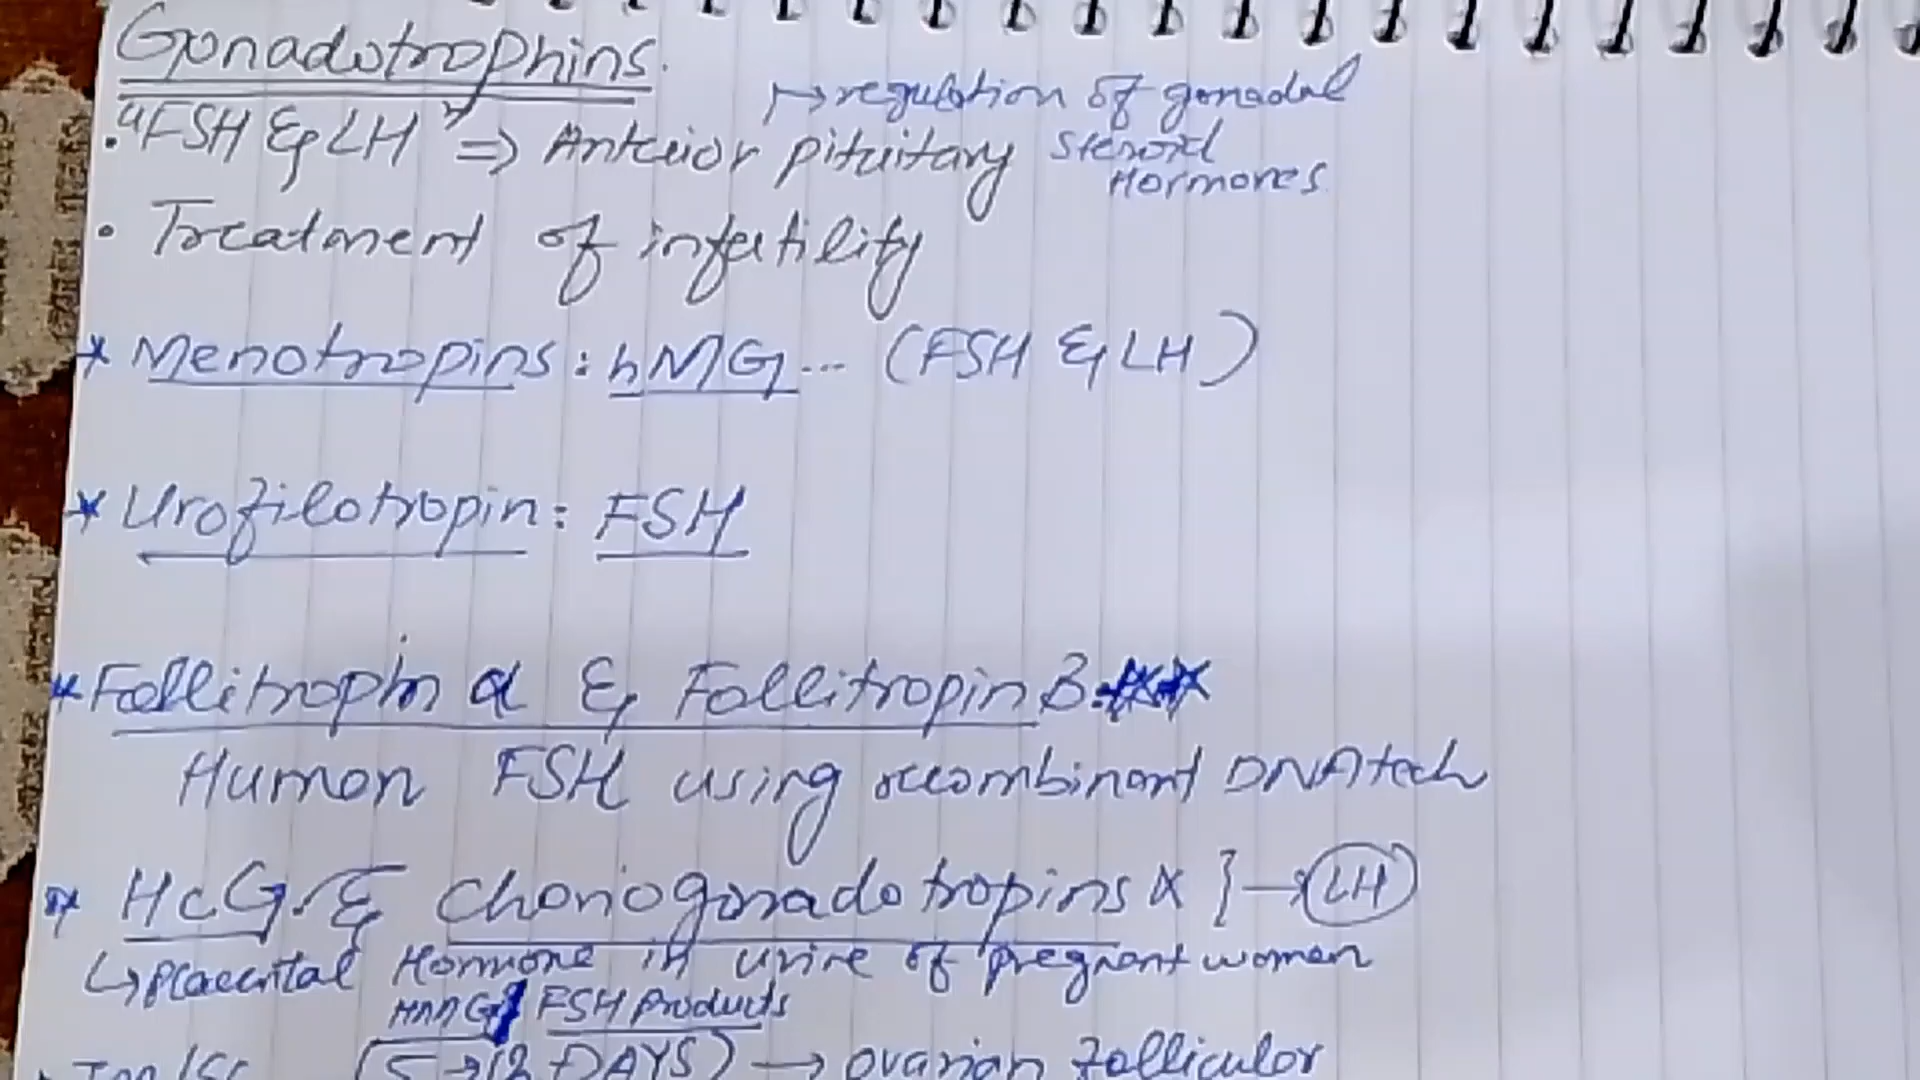 Gonadotrophins.
↦ regulation of gonadal
• "FSH & LH" => Anterior pituitary steroid
Hormones
• Treatment of infertility
* Menotropins: hMG... (FSH & LH)
* Urofilotropin: FSH
* Follitropin α & Follitropin B:
Human FSH using recombinant DNA tech
* HcG & choriogonadotropins α } → LH
↳ placental Hormone in urine of pregnant women
HMG FSH products
(5 → 12 DAYS) → ovarian follicular